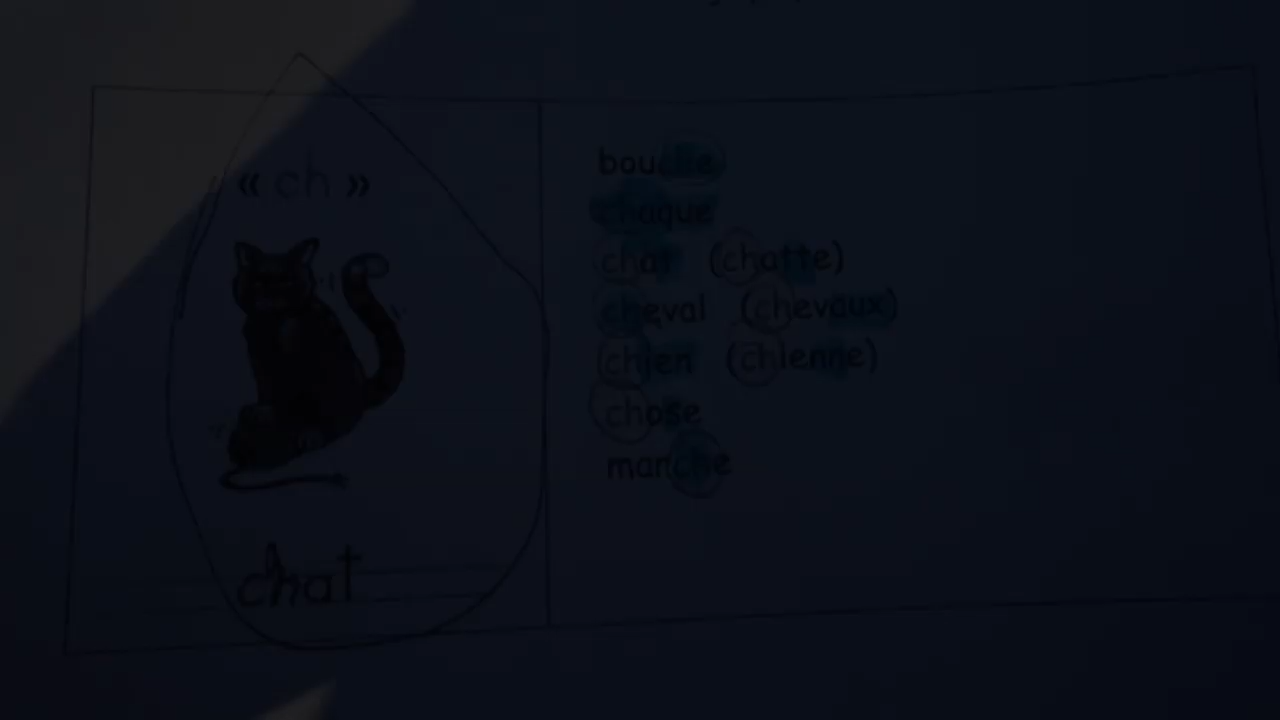 « ch »
chat
bouche
chaque
chat (chatte)
cheval (chevaux)
chien (chienne)
chose
manche